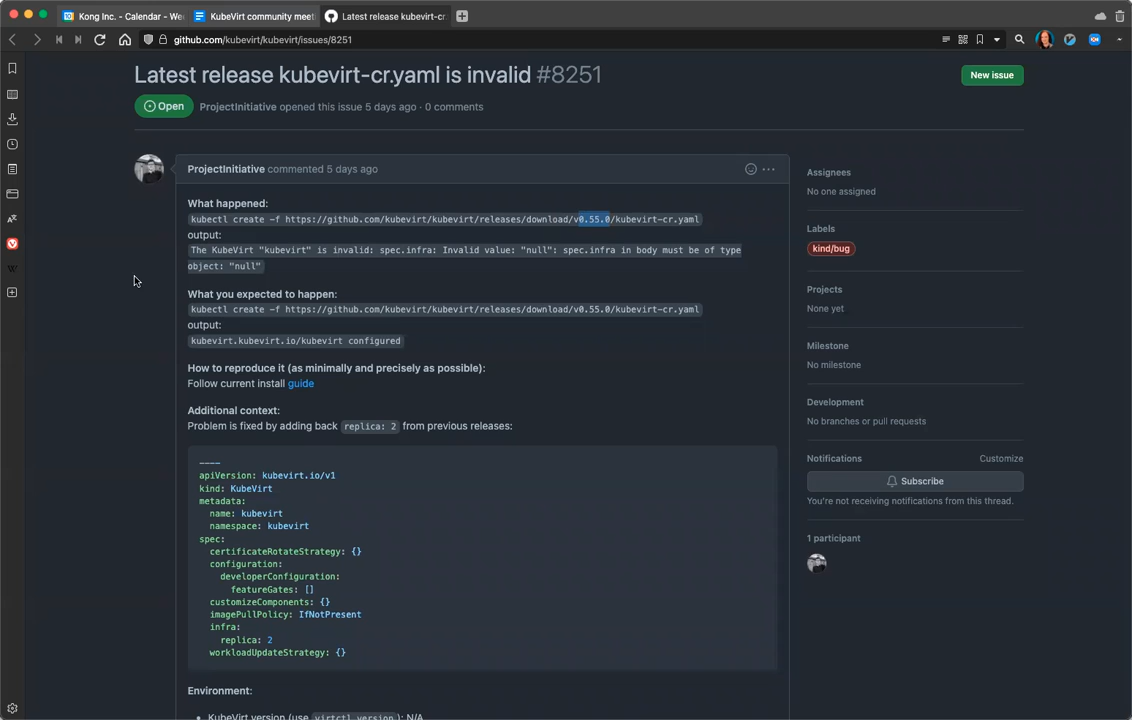 Kong Inc. - Calendar - We
KubeVirt community meet
Latest release kubevirt-cr.
github.com/kubevirt/kubevirt/issues/8251
Latest release kubevirt-cr.yaml is invalid #8251
New issue
Open
ProjectInitiative opened this issue 5 days ago · 0 comments
ProjectInitiative commented 5 days ago
What happened:
kubectl create -f https://github.com/kubevirt/kubevirt/releases/download/v0.55.0/kubevirt-cr.yaml
output:
The KubeVirt "kubevirt" is invalid: spec.infra: Invalid value: "null": spec.infra in body must be of type
object: "null"
What you expected to happen:
kubectl create -f https://github.com/kubevirt/kubevirt/releases/download/v0.55.0/kubevirt-cr.yaml
output:
kubevirt.kubevirt.io/kubevirt configured
How to reproduce it (as minimally and precisely as possible):
Follow current install guide
Additional context:
Problem is fixed by adding back replica: 2 from previous releases:
----
apiVersion: kubevirt.io/v1
kind: KubeVirt
metadata:
name: kubevirt
namespace: kubevirt
spec:
certificateRotateStrategy: {}
configuration:
developerConfiguration:
featureGates: []
customizeComponents: {}
imagePullPolicy: IfNotPresent
infra:
replica: 2
workloadUpdateStrategy: {}
Environment:
• KubeVirt version (use virtctl version): N/A
Assignees
No one assigned
Labels
kind/bug
Projects
None yet
Milestone
No milestone
Development
No branches or pull requests
Notifications
Customize
Subscribe
You're not receiving notifications from this thread.
1 participant